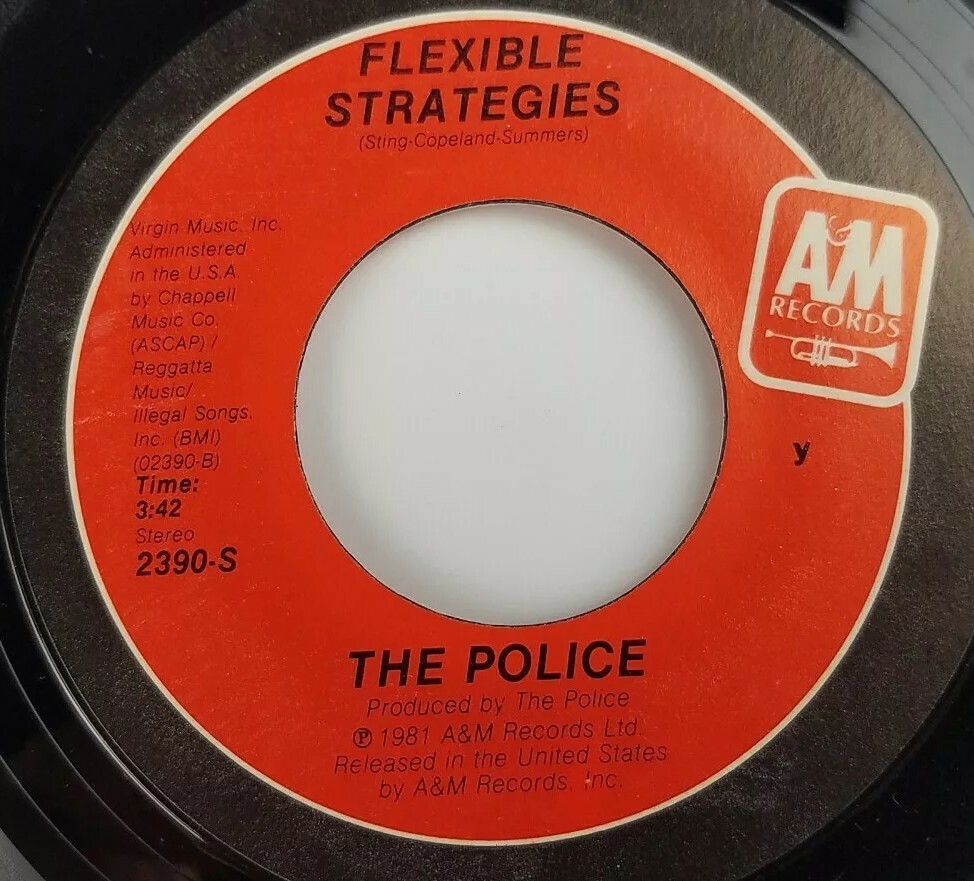 FLEXIBLE
STRATEGIES
(Sting-Copeland-Summers)
Virgin Music, Inc.
Administered
in the U.S.A.
by Chappell
Music Co.
(ASCAP) /
Reggatta
Music/
Illegal Songs,
Inc. (BMI)
(02390-B)
Time:
3:42
Stereo
2390-S
A&M
RECORDS
y
THE POLICE
Produced by The Police
℗ 1981 A&M Records Ltd.
Released in the United States
by A&M Records, Inc.